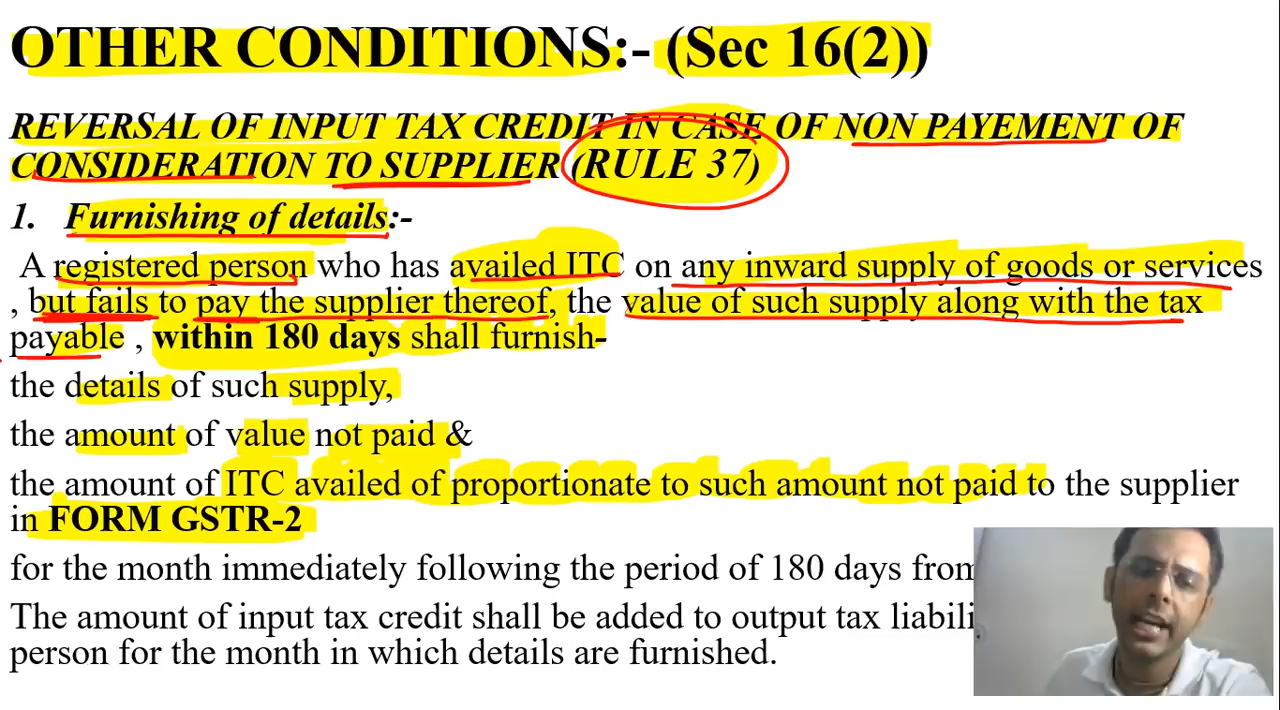 OTHER CONDITIONS:- (Sec 16(2))
REVERSAL OF INPUT TAX CREDIT IN CASE OF NON PAYEMENT OF
CONSIDERATION TO SUPPLIER (RULE 37)
1. Furnishing of details:-
A registered person who has availed ITC on any inward supply of goods or services
, but fails to pay the supplier thereof, the value of such supply along with the tax
payable , within 180 days shall furnish-
the details of such supply,
the amount of value not paid &
the amount of ITC availed of proportionate to such amount not paid to the supplier
in FORM GSTR-2
for the month immediately following the period of 180 days from
The amount of input tax credit shall be added to output tax
person for the month in which details are furnished.